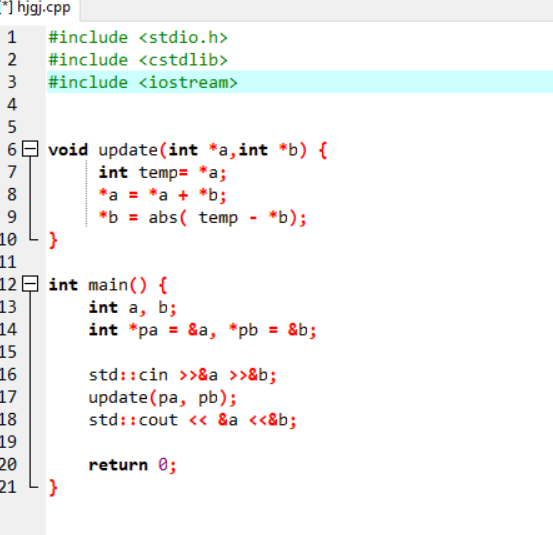 [*] hjgj.cpp
1 #include <stdio.h>
2 #include <cstdlib>
3 #include <iostream>
4
5
6 void update(int *a,int *b) {
7 int temp= *a;
8 *a = *a + *b;
9 *b = abs( temp - *b);
10 }
11
12 int main() {
13 int a, b;
14 int *pa = &a, *pb = &b;
15
16 std::cin >>&a >>&b;
17 update(pa, pb);
18 std::cout << &a <<&b;
19
20 return 0;
21 }